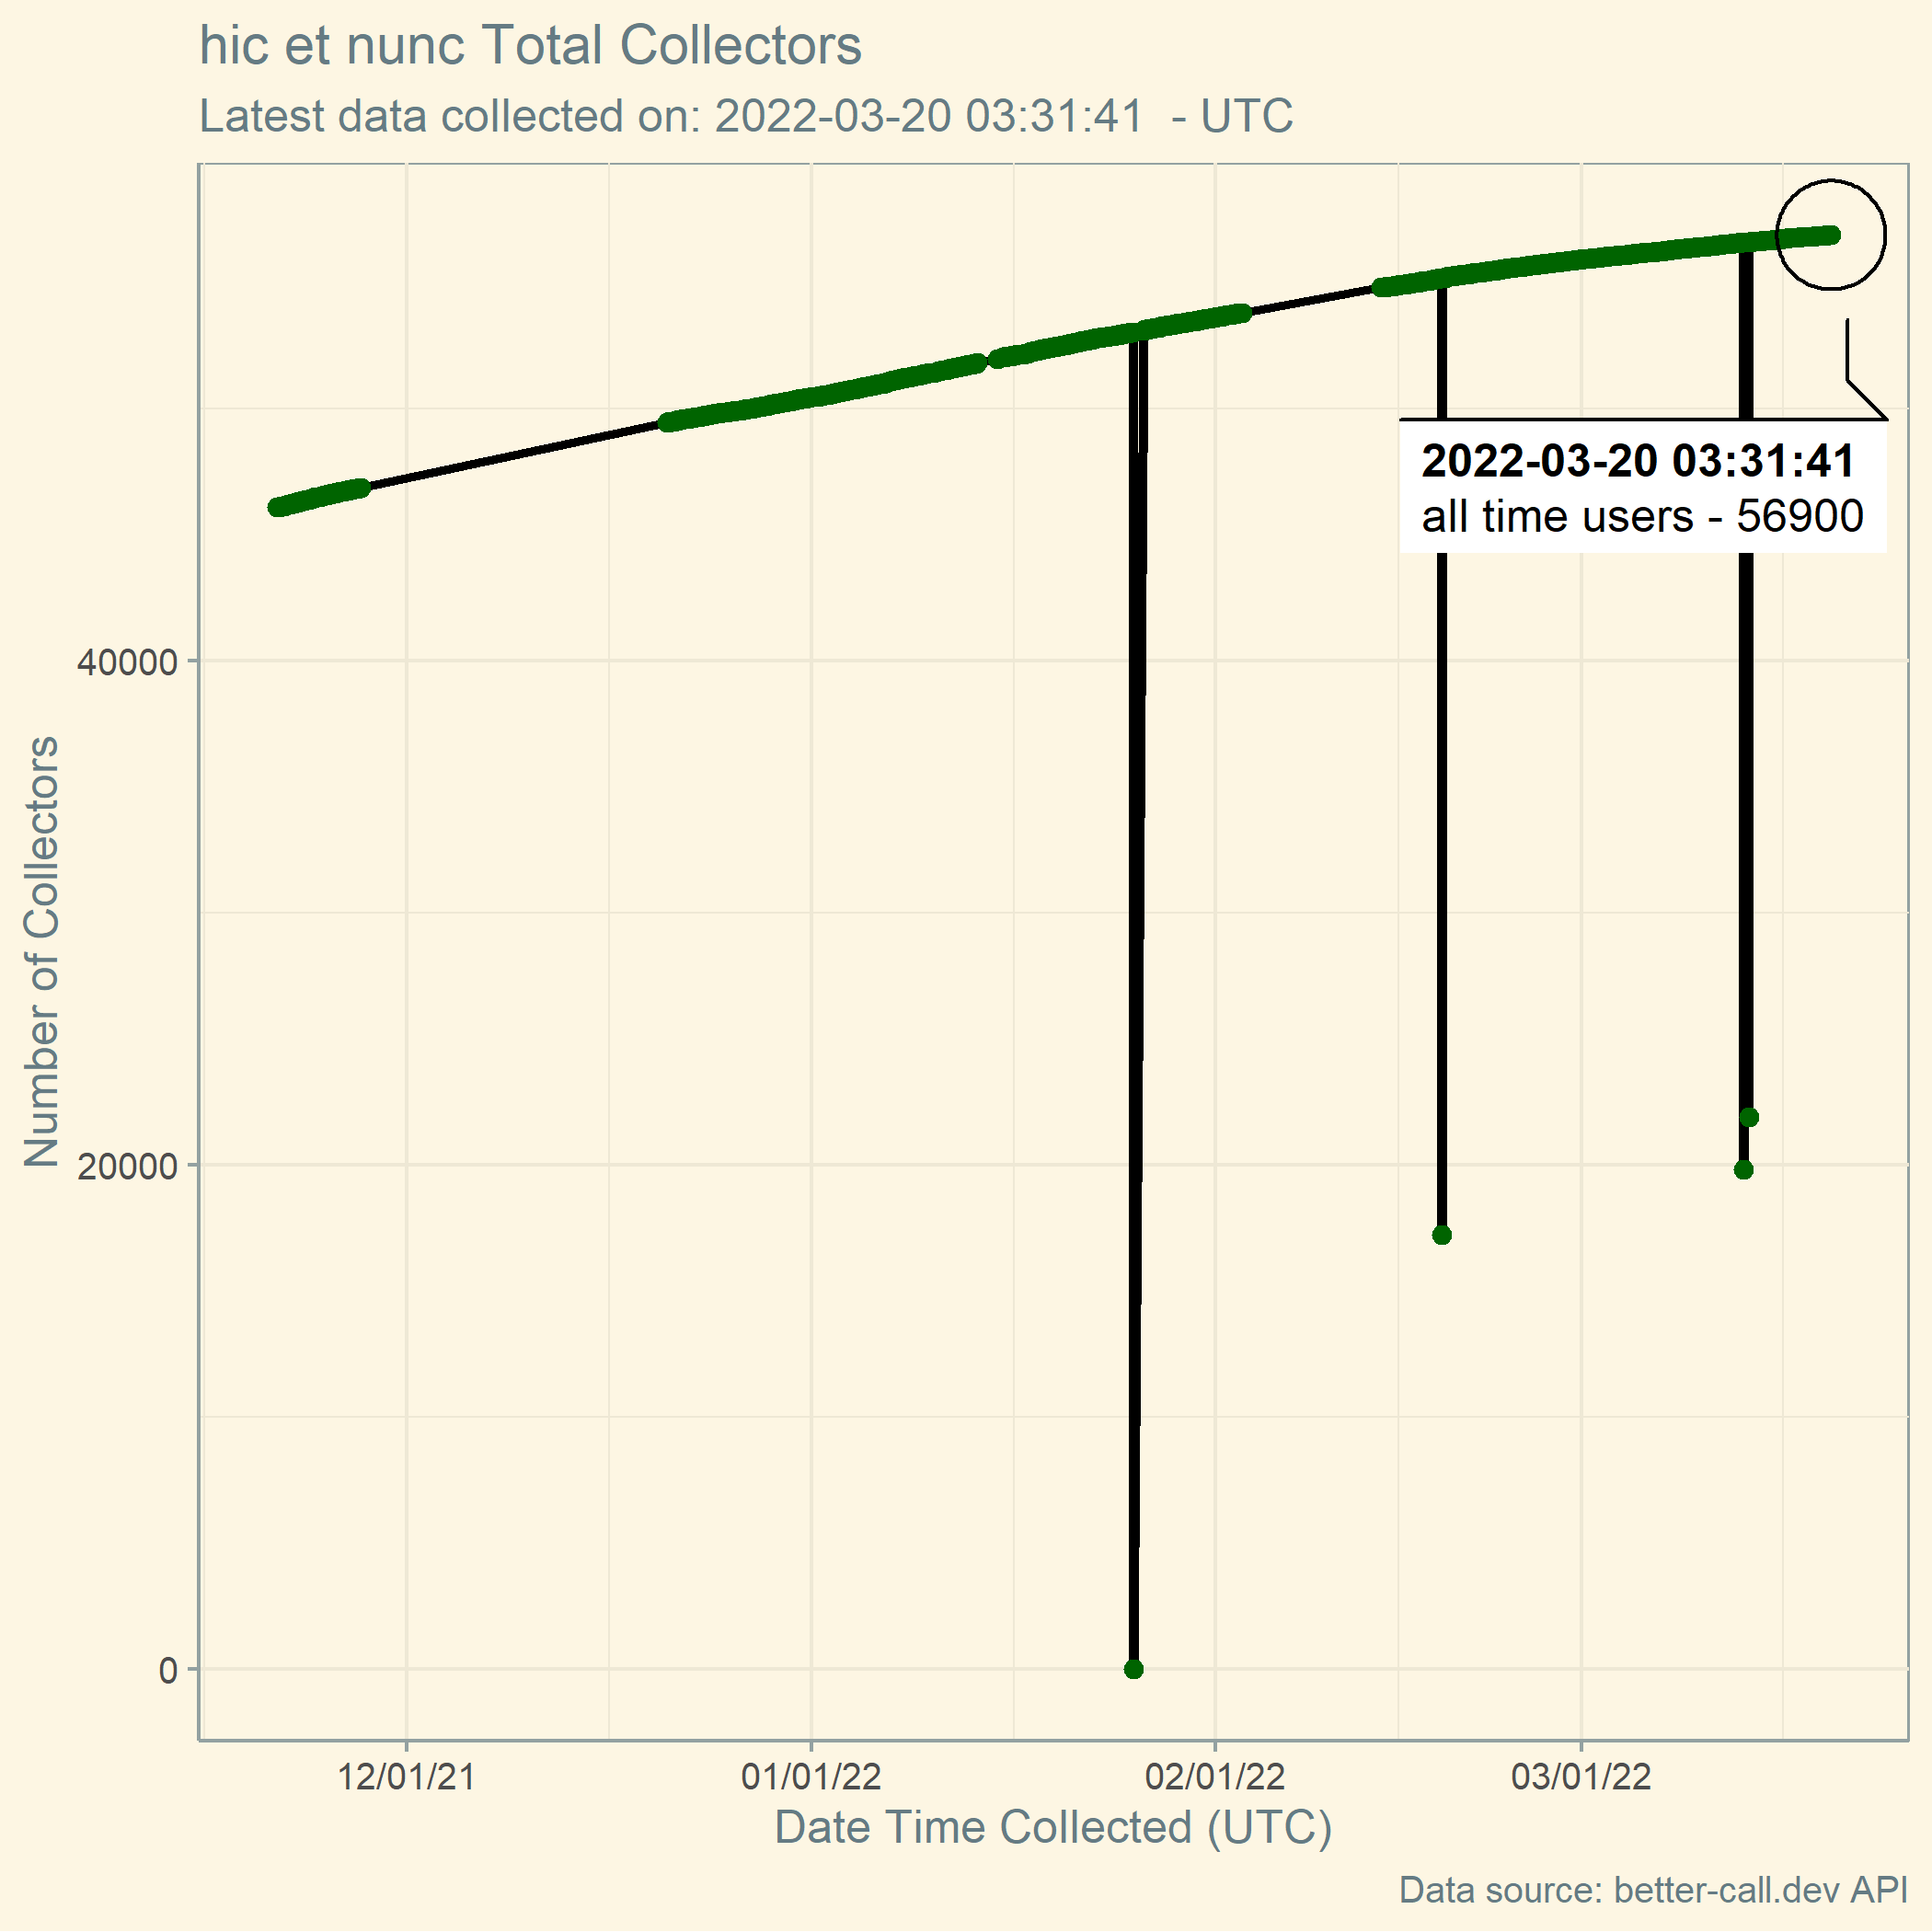 hic et nunc Total Collectors
Latest data collected on: 2022-03-20 03:31:41  - UTC
2022-03-20 03:31:41
all time users - 56900
Number of Collectors
40000
20000
0
12/01/21
01/01/22
02/01/22
03/01/22
Date Time Collected (UTC)
Data source: better-call.dev API